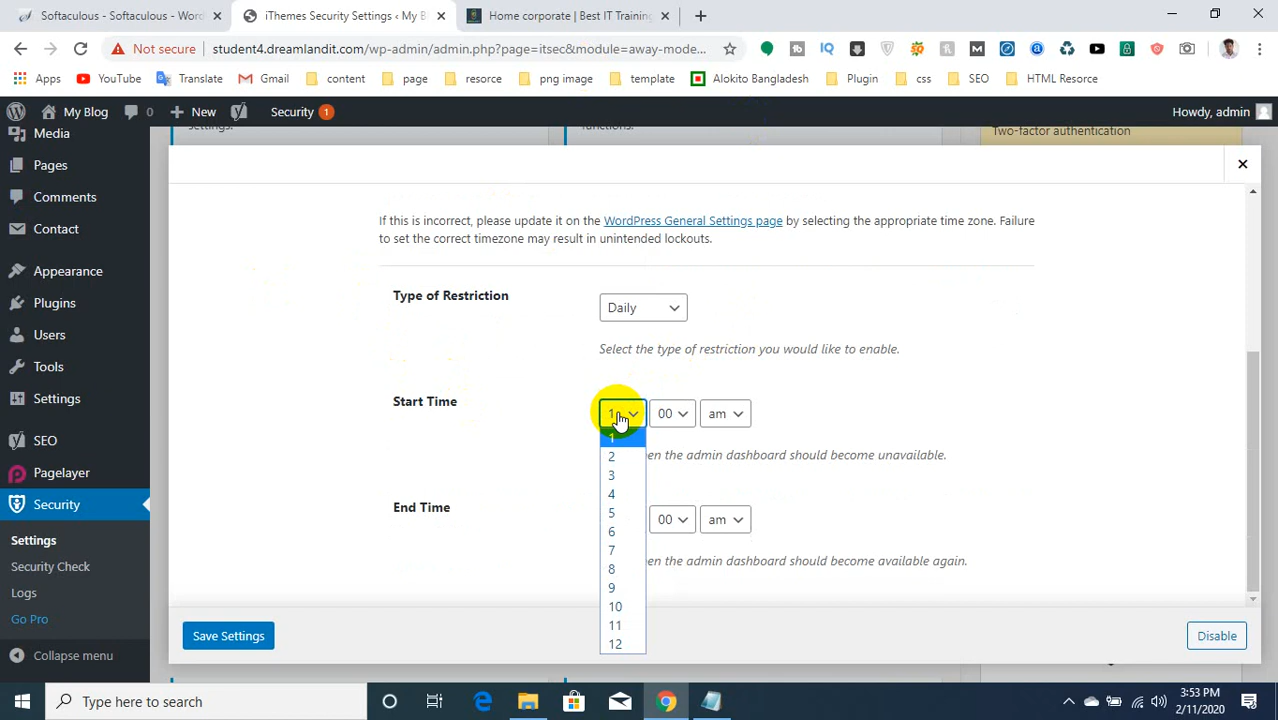 Softaculous - Softaculous - Wor
iThemes Security Settings ‹ My B
Home corporate | Best IT Training
Not secure
student4.dreamlandit.com/wp-admin/admin.php?page=itsec&module=away-mode...
Apps
YouTube
Translate
Gmail
content
page
resorce
png image
template
Alokito Bangladesh
Plugin
css
SEO
HTML Resorce
My Blog
0
New
Security
1
Howdy, admin
Media
Pages
Comments
Contact
Appearance
Plugins
Users
Tools
Settings
SEO
Pagelayer
Security
Settings
Security Check
Logs
Go Pro
Collapse menu
settings.
functions.
Two-factor authentication
If this is incorrect, please update it on the WordPress General Settings page by selecting the appropriate time zone. Failure
to set the correct timezone may result in unintended lockouts.
Type of Restriction
Daily
Select the type of restriction you would like to enable.
Start Time
1 00 am
1
2
3
4
5
6
7
8
9
10
11
12
en the admin dashboard should become unavailable.
End Time
00 am
en the admin dashboard should become available again.
Save Settings
Disable
Type here to search
3:53 PM
2/11/2020